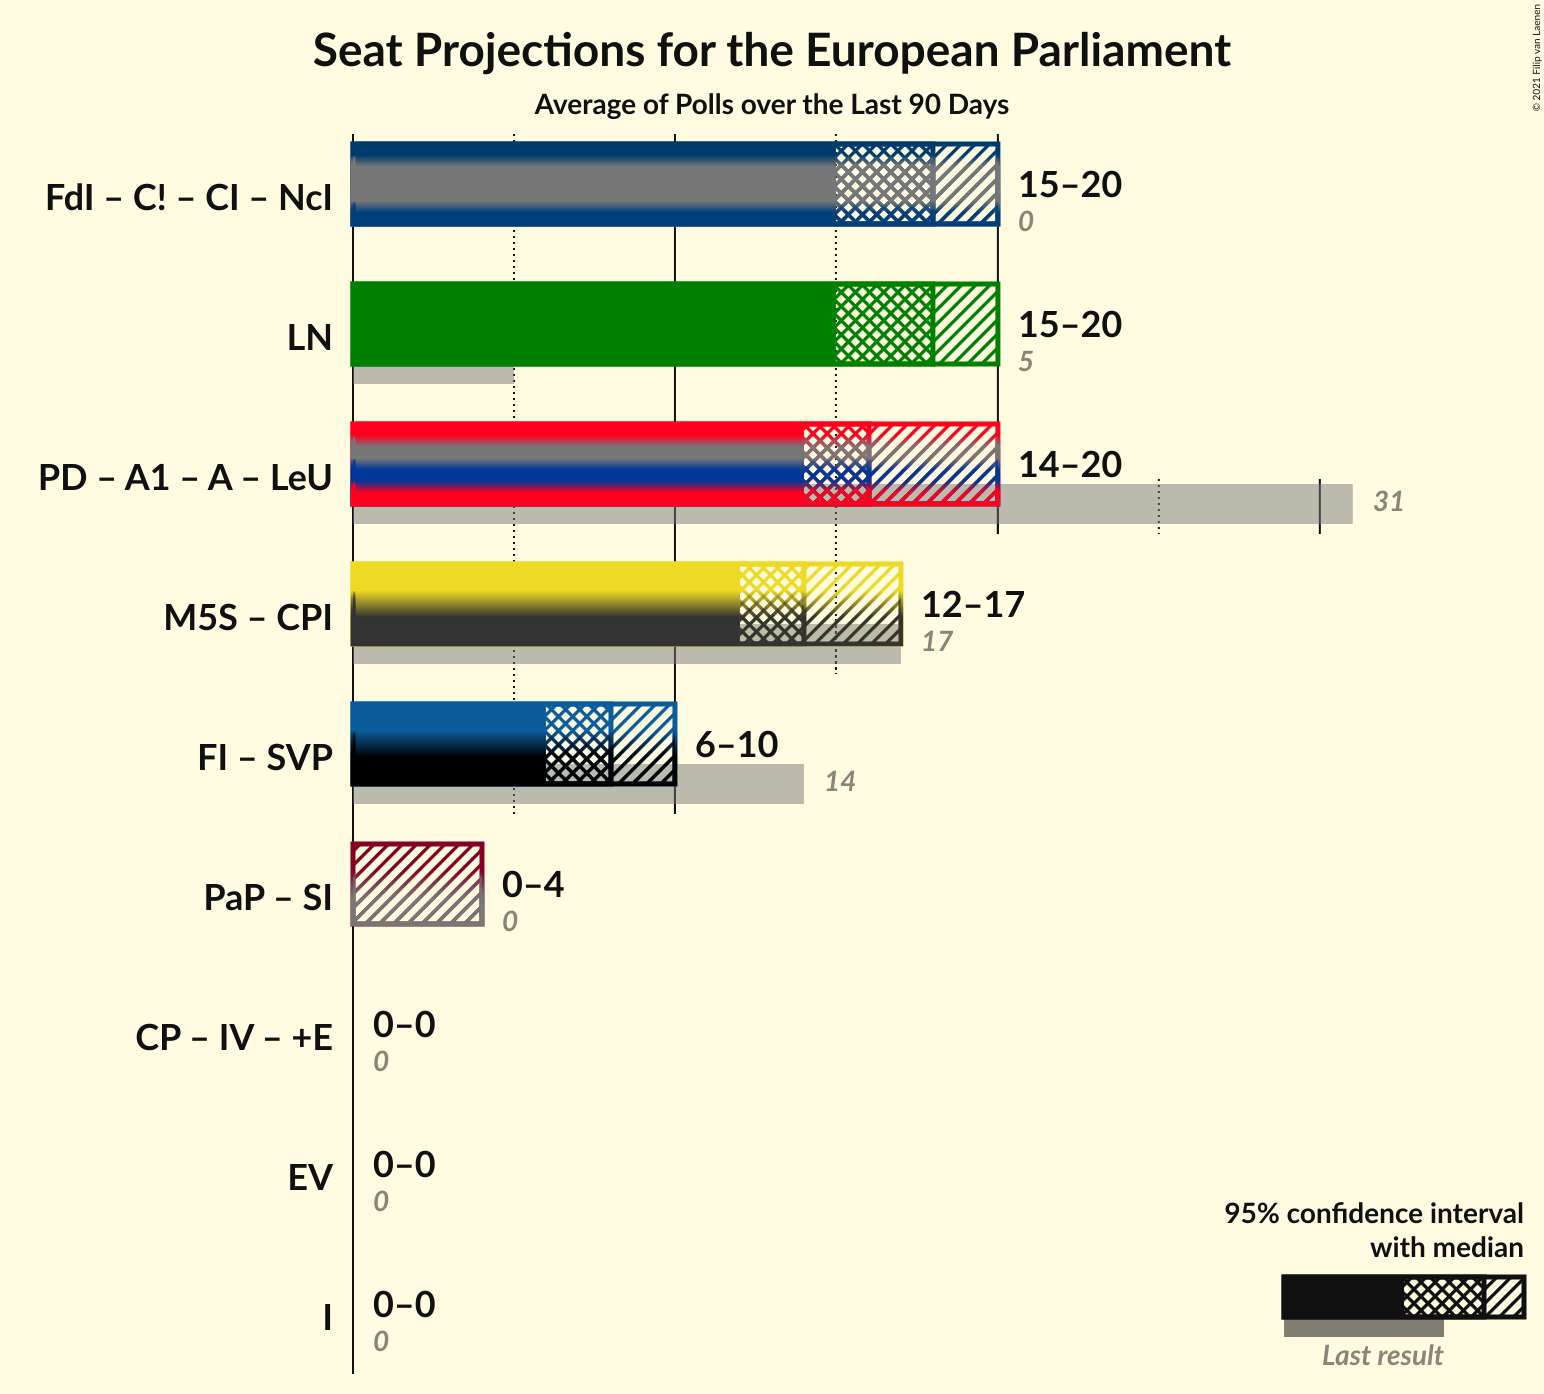 Seat Projections for the European Parliament
Average of Polls over the Last 90 Days
© 2021 Filip van Laenen
FdI – C! – CI – NcI
15–20
0
LN
15–20
5
PD – A1 – A – LeU
14–20
31
M5S – CPI
12–17
17
FI – SVP
6–10
14
PaP – SI
0–4
0
CP – IV – +E
0–0
0
EV
0–0
0
I
0–0
0
95% confidence interval
with median
Last result